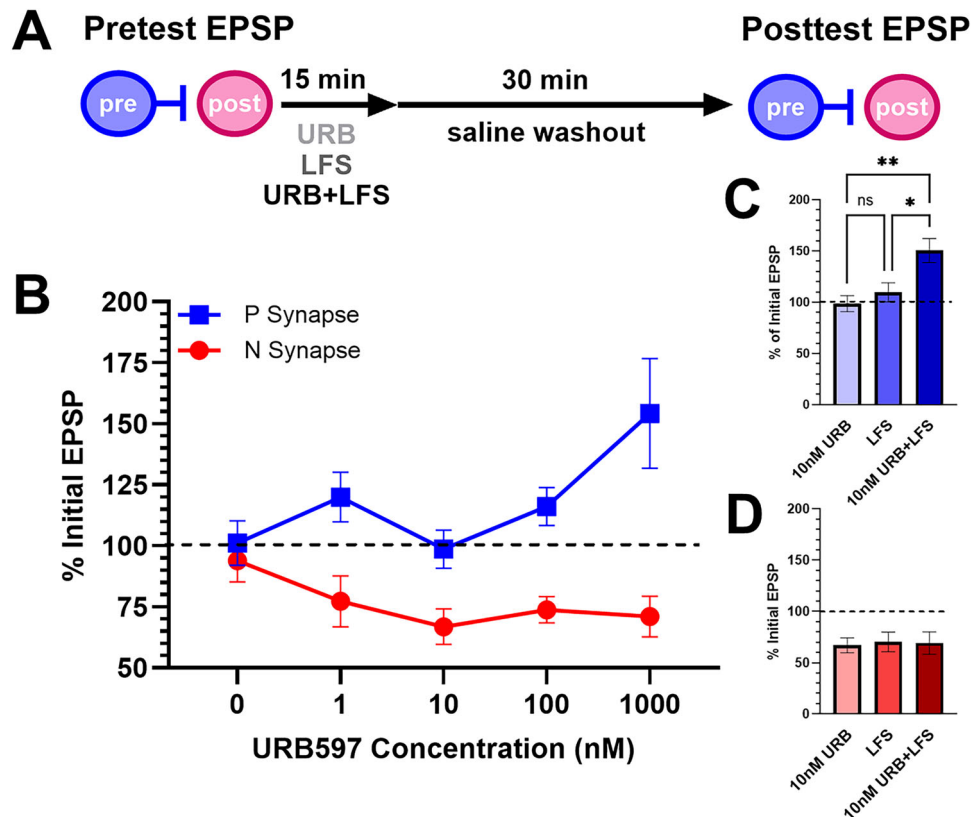 A
Pretest EPSP
Posttest EPSP
pre
post
15 min
URB
LFS
URB+LFS
30 min
saline washout
pre
post
B
% Initial EPSP
200
175
150
125
100
75
50
P Synapse
N Synapse
0
1
10
100
1000
URB597 Concentration (nM)
C
% of Initial EPSP
200
150
100
50
0
**
ns
*
10nM URB
LFS
10nM URB+LFS
D
% Initial EPSP
200
150
100
50
0
10nM URB
LFS
10nM URB+LFS